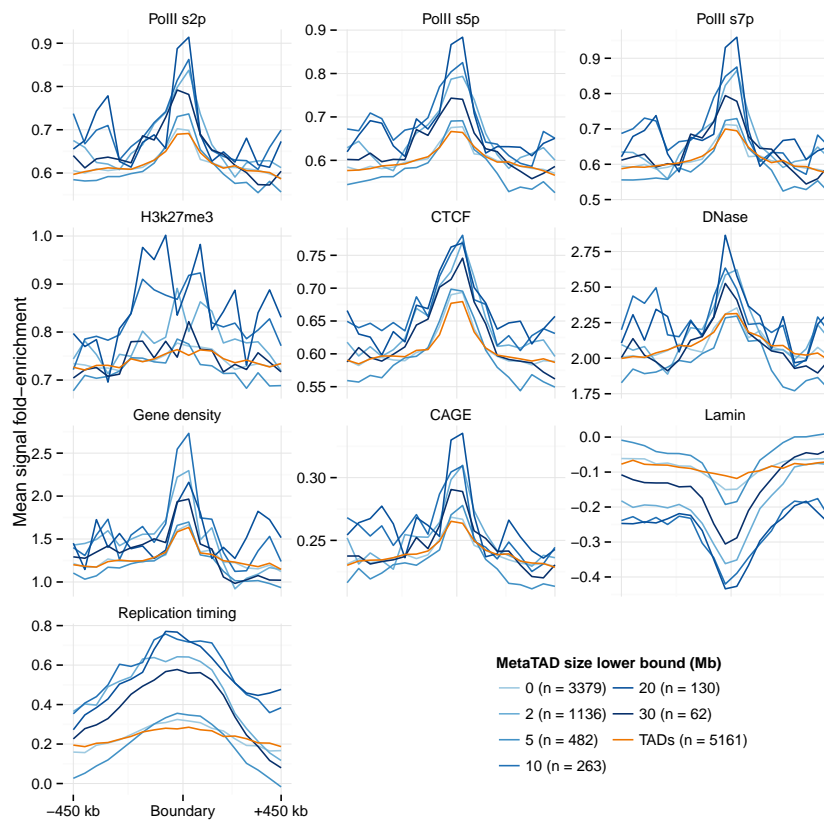 PolII s2p
PolII s5p
PolII s7p
0.9
0.8
0.7
0.6
0.9
0.8
0.7
0.6
0.9
0.8
0.7
0.6
0.5
H3k27me3
CTCF
DNase
1.0
0.9
0.8
0.7
0.75
0.70
0.65
0.60
0.55
2.75
2.50
2.25
2.00
1.75
Mean signal fold−enrichment
Gene density
CAGE
Lamin
2.5
2.0
1.5
1.0
0.30
0.25
0.0
−0.1
−0.2
−0.3
−0.4
Replication timing
0.8
0.6
0.4
0.2
0.0
−450 kb
Boundary
+450 kb
MetaTAD size lower bound (Mb)
0 (n = 3379)
20 (n = 130)
2 (n = 1136)
30 (n = 62)
5 (n = 482)
TADs (n = 5161)
10 (n = 263)